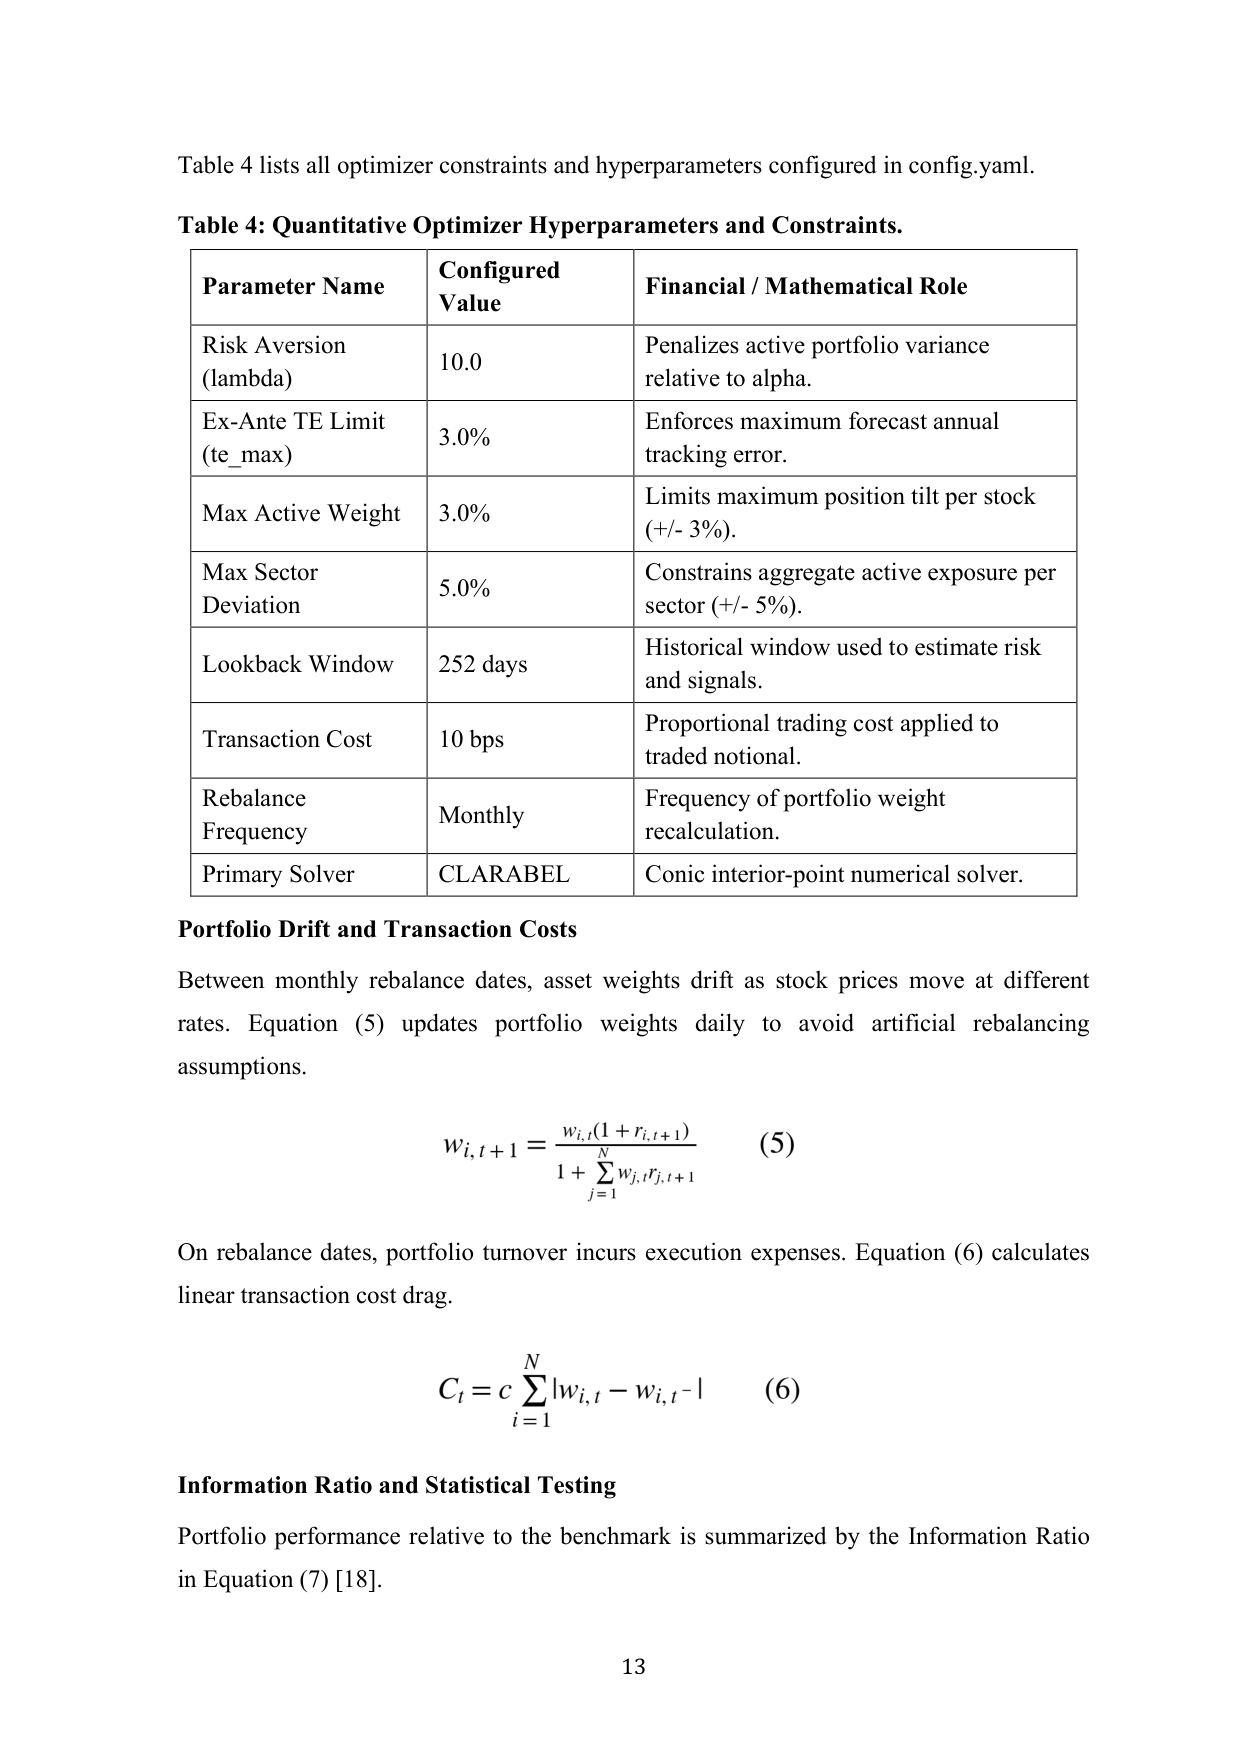 Table 4 lists all optimizer constraints and hyperparameters configured in config.yaml.
Table 4: Quantitative Optimizer Hyperparameters and Constraints.
Parameter Name
Configured
Value
Financial / Mathematical Role
Risk Aversion
(lambda)
10.0
Penalizes active portfolio variance
relative to alpha.
Ex-Ante TE Limit
(te_max)
3.0%
Enforces maximum forecast annual
tracking error.
Max Active Weight
3.0%
Limits maximum position tilt per stock
(+/- 3%).
Max Sector
Deviation
5.0%
Constrains aggregate active exposure per
sector (+/- 5%).
Lookback Window
252 days
Historical window used to estimate risk
and signals.
Transaction Cost
10 bps
Proportional trading cost applied to
traded notional.
Rebalance
Frequency
Monthly
Frequency of portfolio weight
recalculation.
Primary Solver
CLARABEL
Conic interior-point numerical solver.
Portfolio Drift and Transaction Costs
Between monthly rebalance dates, asset weights drift as stock prices move at different
rates. Equation (5) updates portfolio weights daily to avoid artificial rebalancing
assumptions.
w_{i,t+1} = \frac{w_{i,t}(1 + r_{i,t+1})}{1 + \sum_{j=1}^{N} w_{j,t} r_{j,t+1}} (5)
On rebalance dates, portfolio turnover incurs execution expenses. Equation (6) calculates
linear transaction cost drag.
C_t = c \sum_{i=1}^{N} |w_{i,t} − w_{i,t^-}| (6)
Information Ratio and Statistical Testing
Portfolio performance relative to the benchmark is summarized by the Information Ratio
in Equation (7) [18].
13